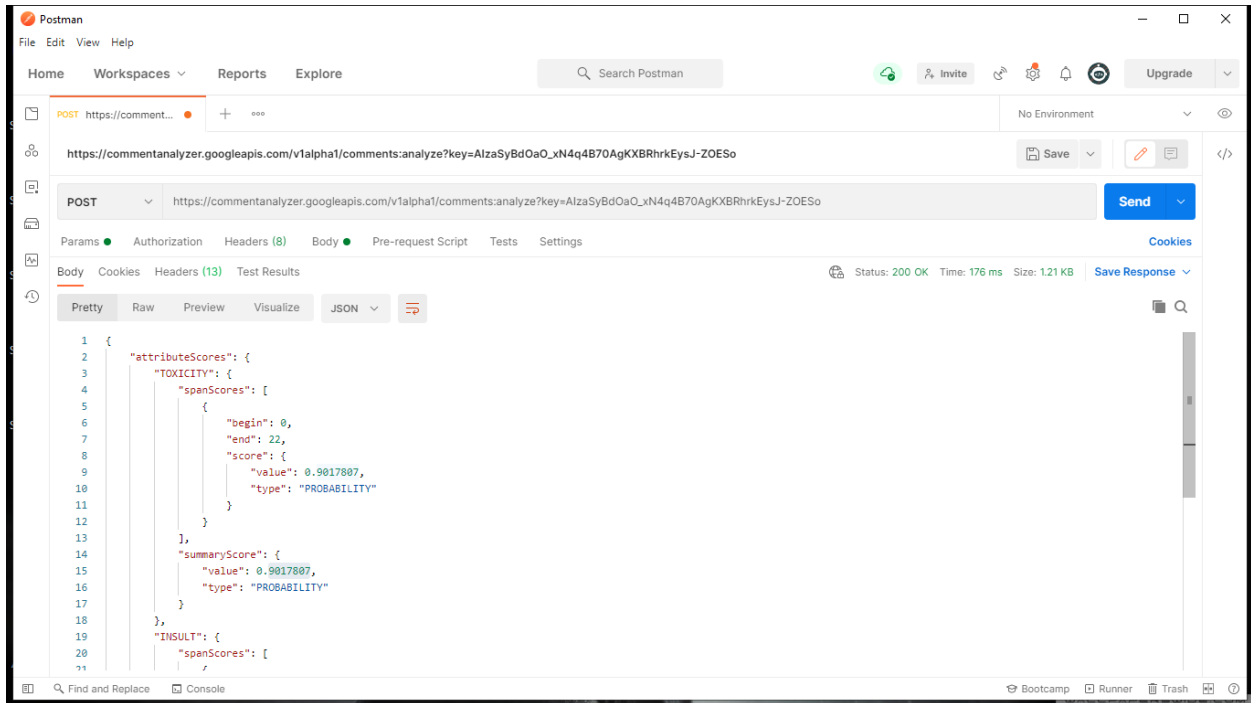 Postman
File Edit View Help
Home Workspaces Reports Explore Search Postman Invite Upgrade
POST https://comment... No Environment
https://commentanalyzer.googleapis.com/v1alpha1/comments:analyze?key=AIzaSyBdOaO_xN4q4B70AgKXBRhrkEysJ-ZOESo Save
POST https://commentanalyzer.googleapis.com/v1alpha1/comments:analyze?key=AIzaSyBdOaO_xN4q4B70AgKXBRhrkEysJ-ZOESo Send
Params Authorization Headers (8) Body Pre-request Script Tests Settings Cookies
Body Cookies Headers (13) Test Results Status: 200 OK Time: 176 ms Size: 1.21 KB Save Response
Pretty Raw Preview Visualize JSON
1 {
2 "attributeScores": {
3 "TOXICITY": {
4 "spanScores": [
5 {
6 "begin": 0,
7 "end": 22,
8 "score": {
9 "value": 0.9017807,
10 "type": "PROBABILITY"
11 }
12 }
13 ],
14 "summaryScore": {
15 "value": 0.9017807,
16 "type": "PROBABILITY"
17 }
18 },
19 "INSULT": {
20 "spanScores": [
21 {
Find and Replace Console Bootcamp Runner Trash